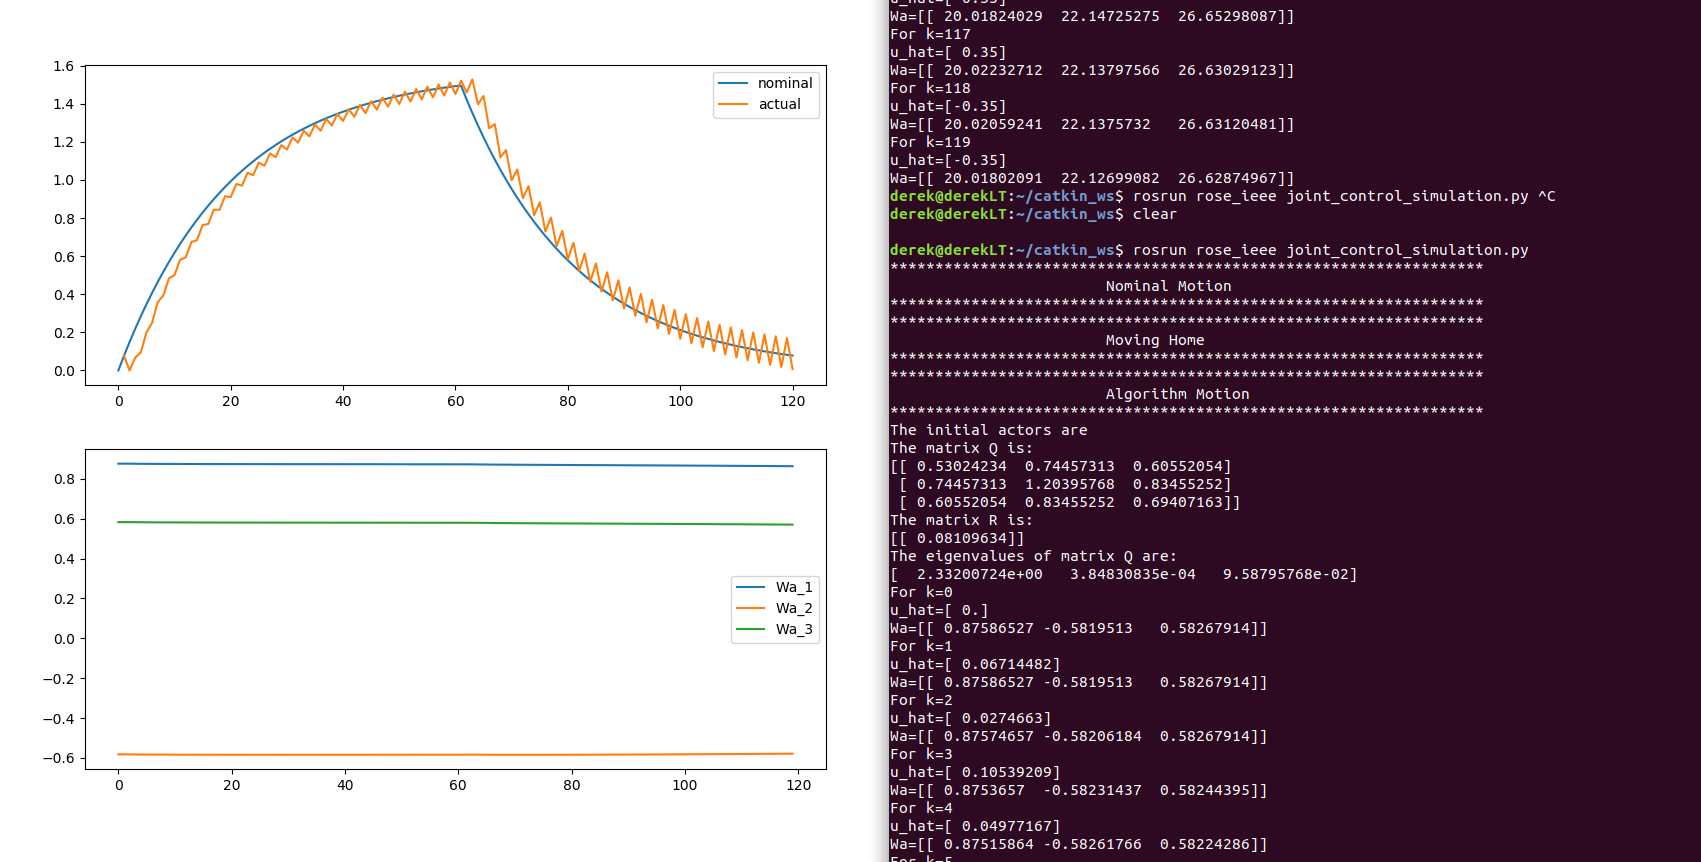 1.6
1.4
1.2
1.0
0.8
0.6
0.4
0.2
0.0
nominal
actual
0 20 40 60 80 100 120
0.8
0.6
0.4
0.2
0.0
−0.2
−0.4
−0.6
Wa_1
Wa_2
Wa_3
0 20 40 60 80 100 120
Wa=[[ 20.01824029 22.14725275 26.65298087]]
For k=117
u_hat=[ 0.35]
Wa=[[ 20.02232712 22.13797566 26.63029123]]
For k=118
u_hat=[-0.35]
Wa=[[ 20.02059241 22.1375732 26.63120481]]
For k=119
u_hat=[-0.35]
Wa=[[ 20.01802091 22.12699082 26.62874967]]
derek@derekLT:~/catkin_ws$ rosrun rose_ieee joint_control_simulation.py ^C
derek@derekLT:~/catkin_ws$ clear
derek@derekLT:~/catkin_ws$ rosrun rose_ieee joint_control_simulation.py
******************************************************************
Nominal Motion
******************************************************************
******************************************************************
Moving Home
******************************************************************
******************************************************************
Algorithm Motion
******************************************************************
The initial actors are
The matrix Q is:
[[ 0.53024234 0.74457313 0.60552054]
[ 0.74457313 1.20395768 0.83455252]
[ 0.60552054 0.83455252 0.69407163]]
The matrix R is:
[[ 0.08109634]]
The eigenvalues of matrix Q are:
[ 2.33200724e+00 3.84830835e-04 9.58795768e-02]
For k=0
u_hat=[ 0.]
Wa=[[ 0.87586527 -0.5819513 0.58267914]]
For k=1
u_hat=[ 0.06714482]
Wa=[[ 0.87586527 -0.5819513 0.58267914]]
For k=2
u_hat=[ 0.0274663]
Wa=[[ 0.87574657 -0.58206184 0.58267914]]
For k=3
u_hat=[ 0.10539209]
Wa=[[ 0.8753657 -0.58231437 0.58244395]]
For k=4
u_hat=[ 0.04977167]
Wa=[[ 0.87515864 -0.58261766 0.58224286]]